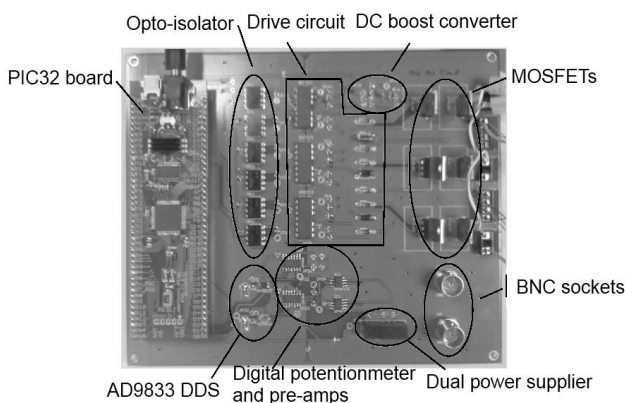 Opto-isolator
Drive circuit
DC boost converter
PIC32 board
MOSFETs
BNC sockets
AD9833 DDS
Digital potentionmeter
and pre-amps
Dual power supplier